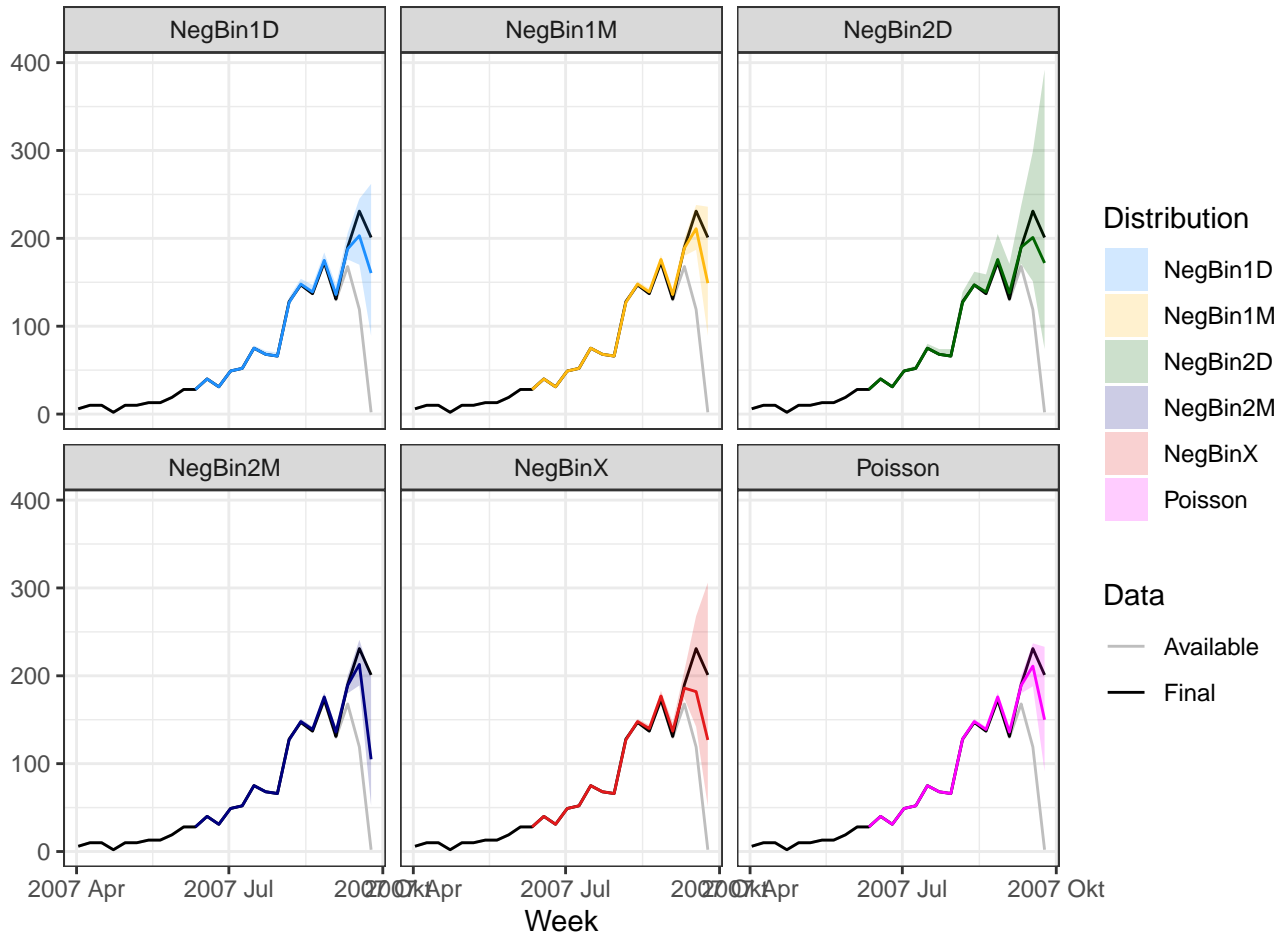 NegBin1D
NegBin1M
NegBin2D
400
300
200
100
0
NegBin2M
NegBinX
Poisson
400
300
200
100
0
2007 Apr
2007 Jul
2007 Okt
2007 Apr
2007 Jul
2007 Okt
2007 Apr
2007 Jul
2007 Okt
Week
Distribution
NegBin1D
NegBin1M
NegBin2D
NegBin2M
NegBinX
Poisson
Data
Available
Final